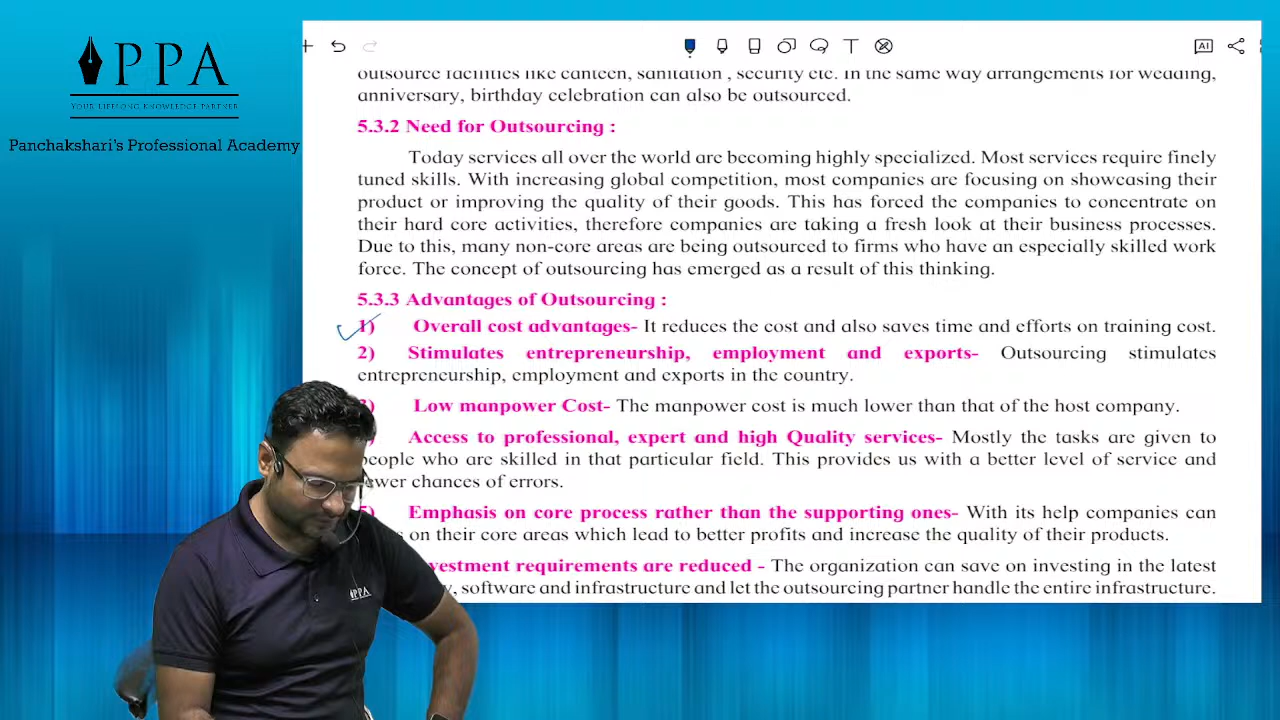 PPA
YOUR LIFELONG KNOWLEDGE PARTNER
Panchakshari's Professional Academy
AI
outsource facilities like canteen, sanitation , security etc. In the same way arrangements for wedding,
anniversary, birthday celebration can also be outsourced.
5.3.2 Need for Outsourcing :
Today services all over the world are becoming highly specialized. Most services require finely
tuned skills. With increasing global competition, most companies are focusing on showcasing their
product or improving the quality of their goods. This has forced the companies to concentrate on
their hard core activities, therefore companies are taking a fresh look at their business processes.
Due to this, many non-core areas are being outsourced to firms who have an especially skilled work
force. The concept of outsourcing has emerged as a result of this thinking.
5.3.3 Advantages of Outsourcing :
1) Overall cost advantages- It reduces the cost and also saves time and efforts on training cost.
2) Stimulates entrepreneurship, employment and exports- Outsourcing stimulates
entrepreneurship, employment and exports in the country.
Low manpower Cost- The manpower cost is much lower than that of the host company.
Access to professional, expert and high Quality services- Mostly the tasks are given to
people who are skilled in that particular field. This provides us with a better level of service and
fewer chances of errors.
5) Emphasis on core process rather than the supporting ones- With its help companies can
on their core areas which lead to better profits and increase the quality of their products.
requirements are reduced - The organization can save on investing in the latest
software and infrastructure and let the outsourcing partner handle the entire infrastructure.
PPA